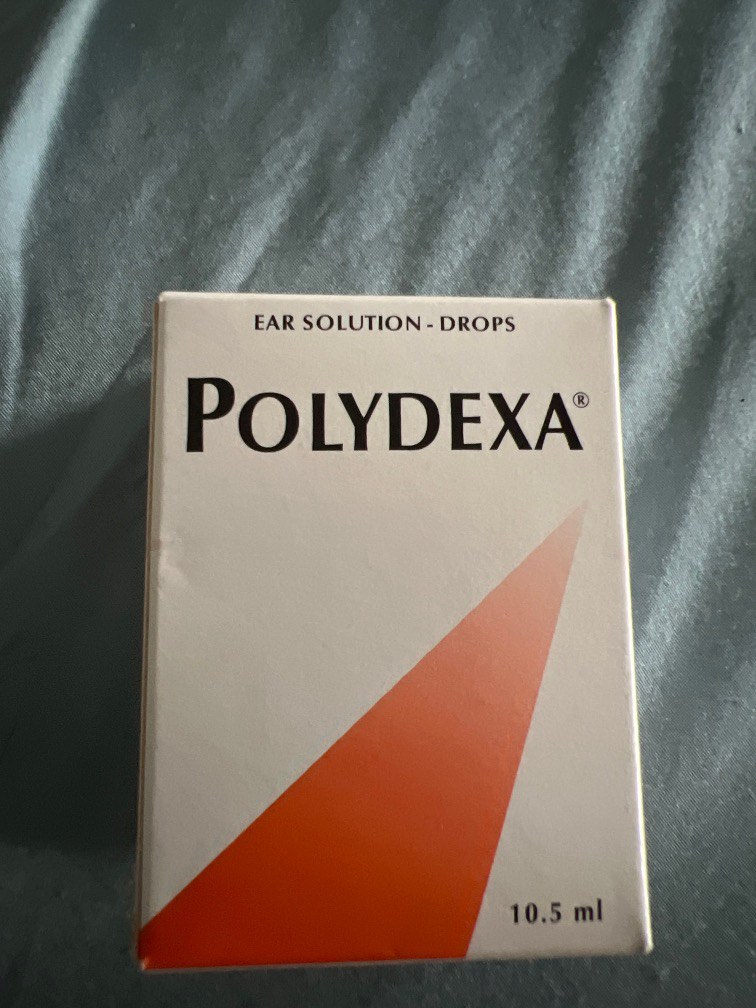 EAR SOLUTION - DROPS
POLYDEXA®
10.5 ml